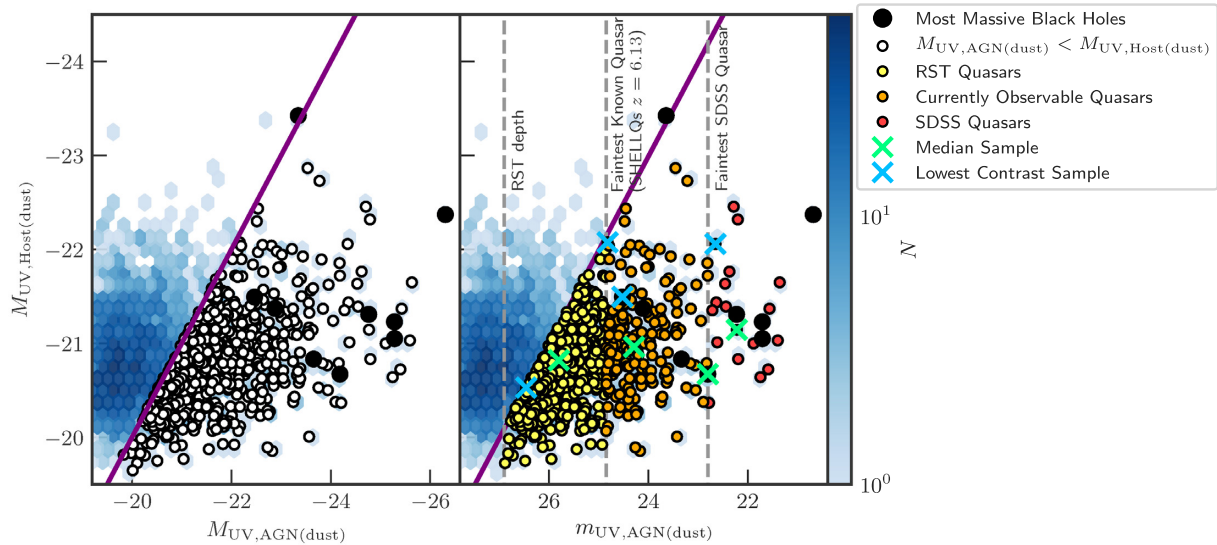 −24
−23
−22
−21
−20
M_UV,Host(dust)
−20
−22
−24
−26
M_UV,AGN(dust)
RST depth
Faintest Known Quasar
(SHELLQs z = 6.13)
Faintest SDSS Quasar
26
24
22
m_UV,AGN(dust)
10^1
10^0
N
Most Massive Black Holes
M_UV,AGN(dust) < M_UV,Host(dust)
RST Quasars
Currently Observable Quasars
SDSS Quasars
Median Sample
Lowest Contrast Sample